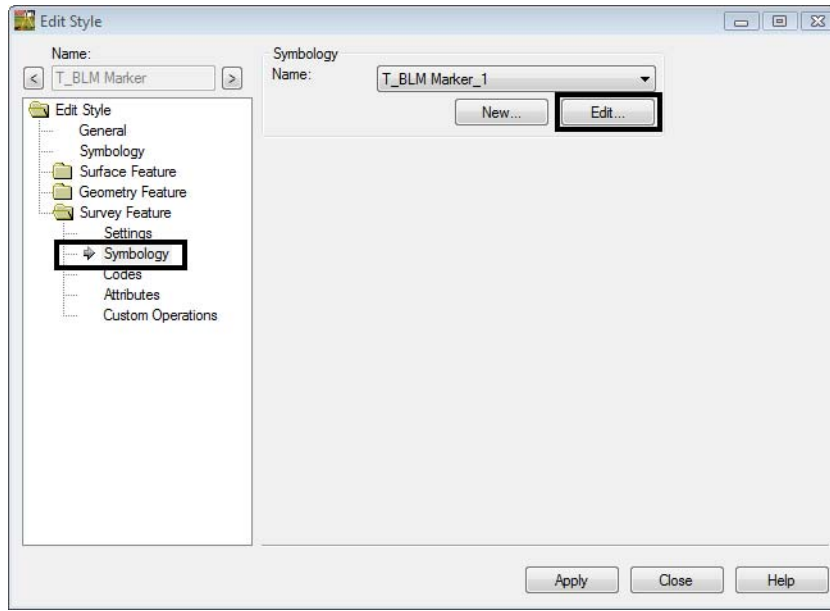 Edit Style
Name:
< T_BLM Marker >
Edit Style
General
Symbology
Surface Feature
Geometry Feature
Survey Feature
Settings
Symbology
Codes
Attributes
Custom Operations
Symbology
Name:
T_BLM Marker_1
New...
Edit...
Apply
Close
Help